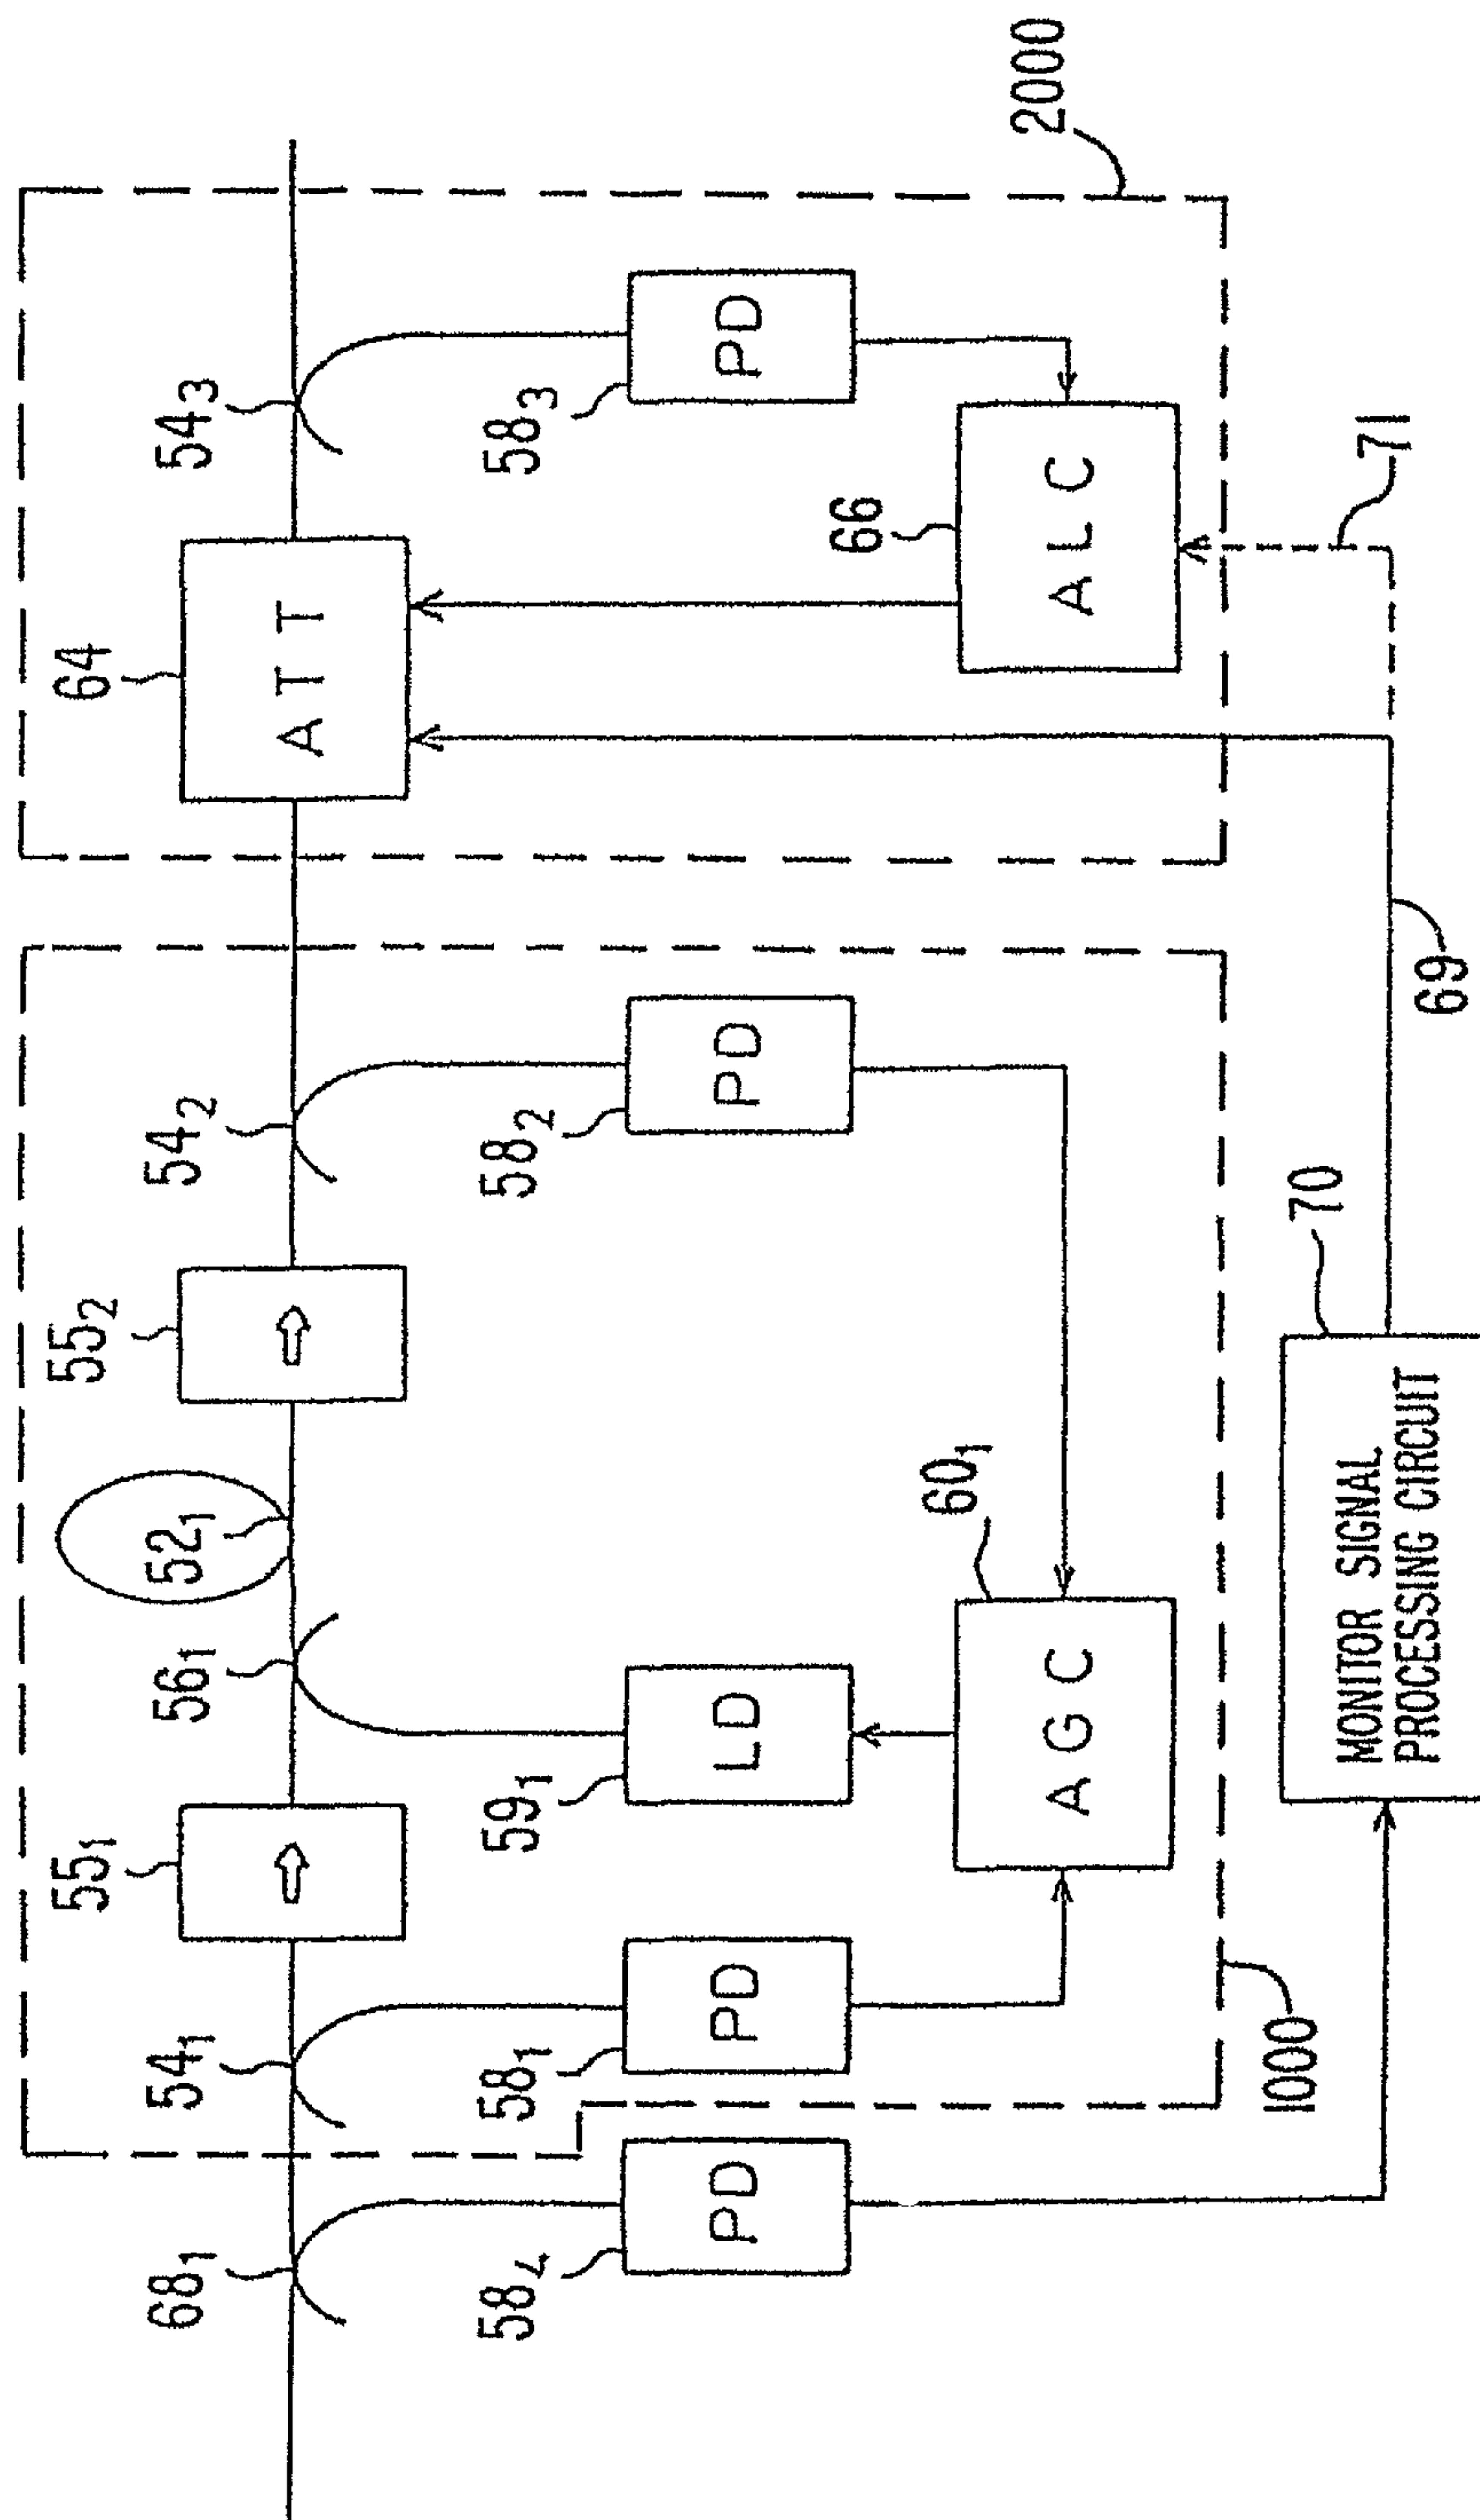 68₁
54₁
55₁
56₁
52₁
55₂
54₂
64
54₃
ATT
58₄
PD
58₁
PD
59₁
LD
58₂
PD
58₃
PD
60₁
AGC
66
ALC
2000
1000
70
MONITOR SIGNAL
PROCESSING CIRCUIT
69
71